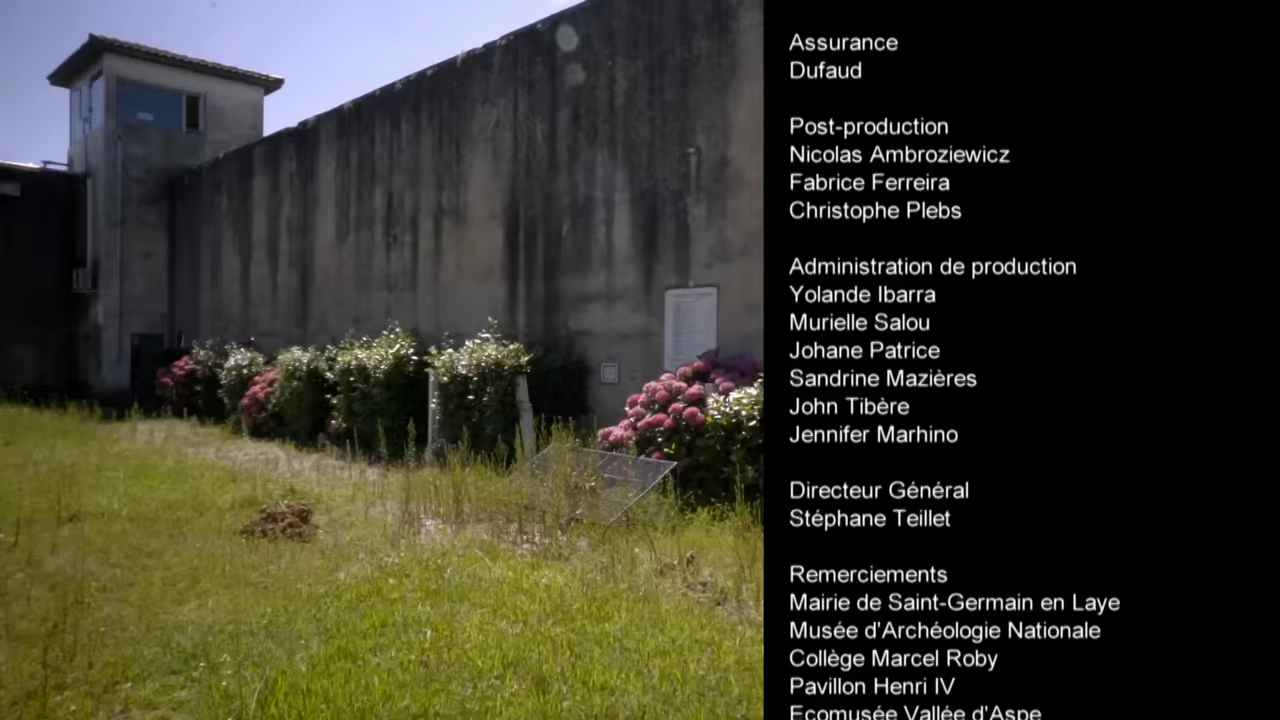 Assurance
Dufaud
Post-production
Nicolas Ambroziewicz
Fabrice Ferreira
Christophe Plebs
Administration de production
Yolande Ibarra
Murielle Salou
Johane Patrice
Sandrine Mazières
John Tibère
Jennifer Marhino
Directeur Général
Stéphane Teillet
Remerciements
Mairie de Saint-Germain en Laye
Musée d'Archéologie Nationale
Collège Marcel Roby
Pavillon Henri IV
Ecomusée Vallée d'Aspe